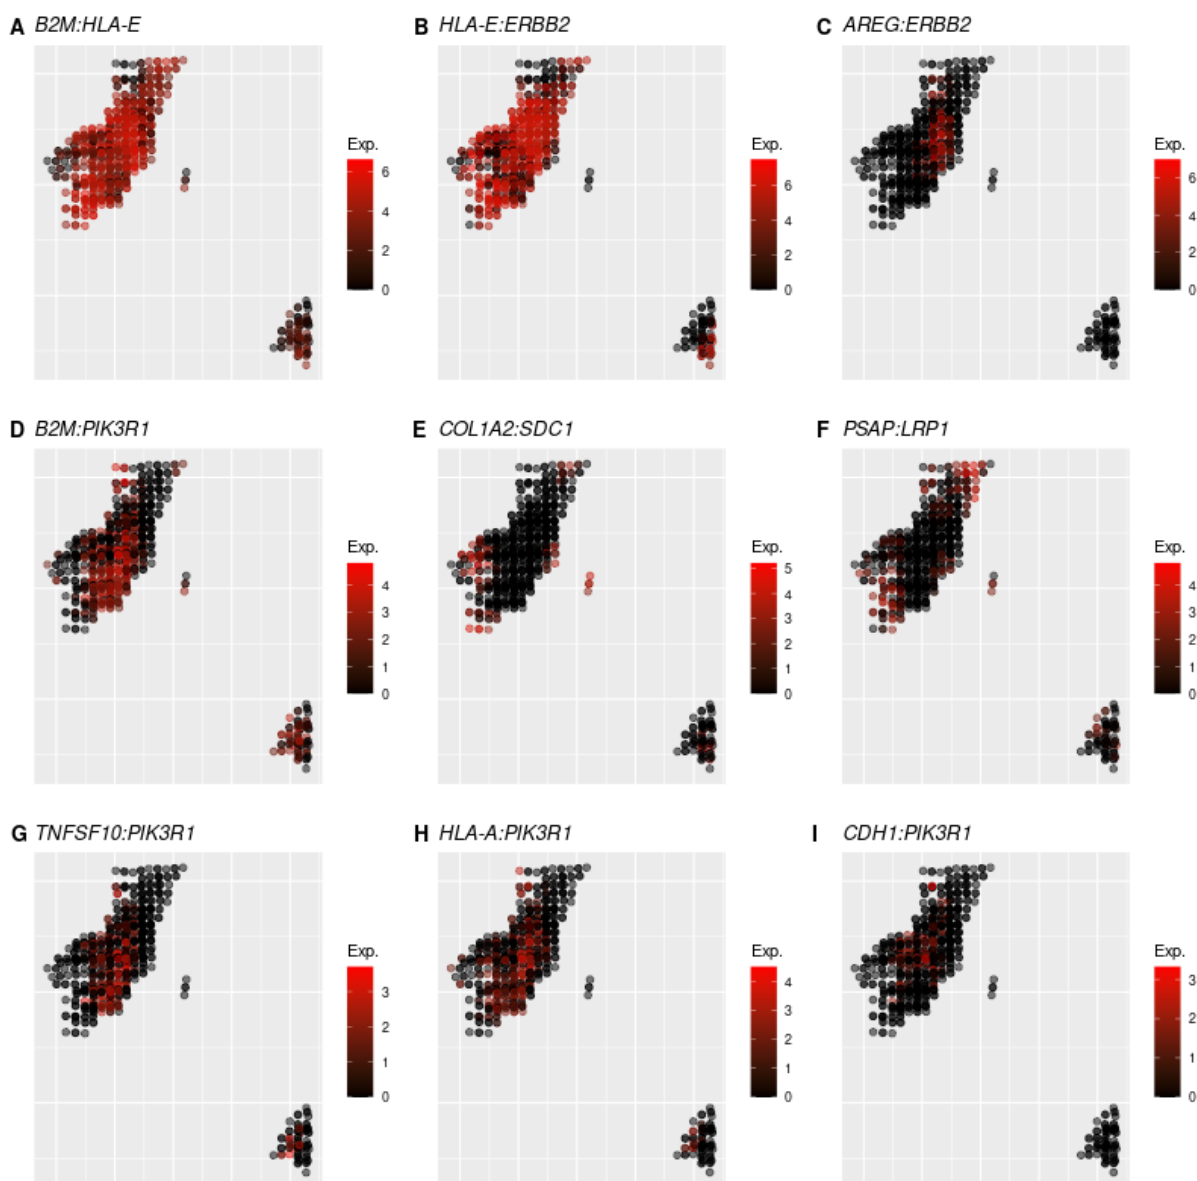 A B2M:HLA-E
B HLA-E:ERBB2
C AREG:ERBB2
Exp.
6
4
2
0
Exp.
6
4
2
0
Exp.
6
4
2
0
D B2M:PIK3R1
E COL1A2:SDC1
F PSAP:LRP1
Exp.
4
3
2
1
0
Exp.
5
4
3
2
1
0
Exp.
4
3
2
1
0
G TNFSF10:PIK3R1
H HLA-A:PIK3R1
I CDH1:PIK3R1
Exp.
3
2
1
0
Exp.
4
3
2
1
0
Exp.
3
2
1
0